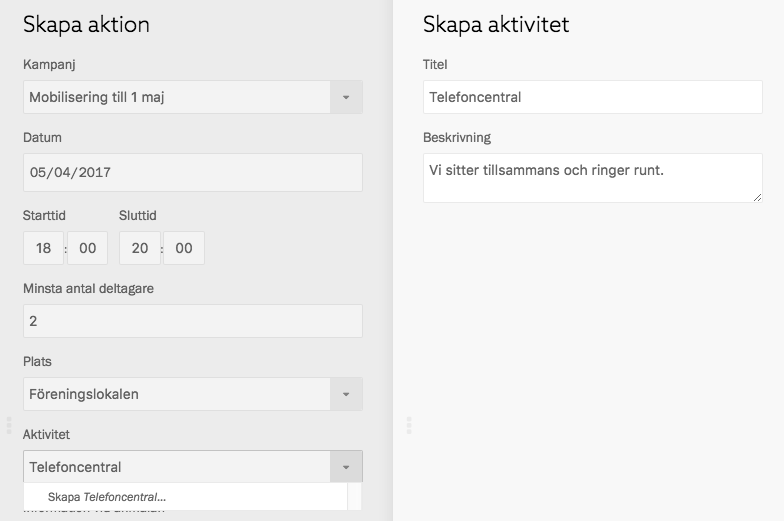 Skapa aktion
Kampanj
Mobilisering till 1 maj
Datum
05/04/2017
Starttid Sluttid
18 : 00 20 : 00
Minsta antal deltagare
2
Plats
Föreningslokalen
Aktivitet
Telefoncentral
Skapa Telefoncentral...
Skapa aktivitet
Titel
Telefoncentral
Beskrivning
Vi sitter tillsammans och ringer runt.